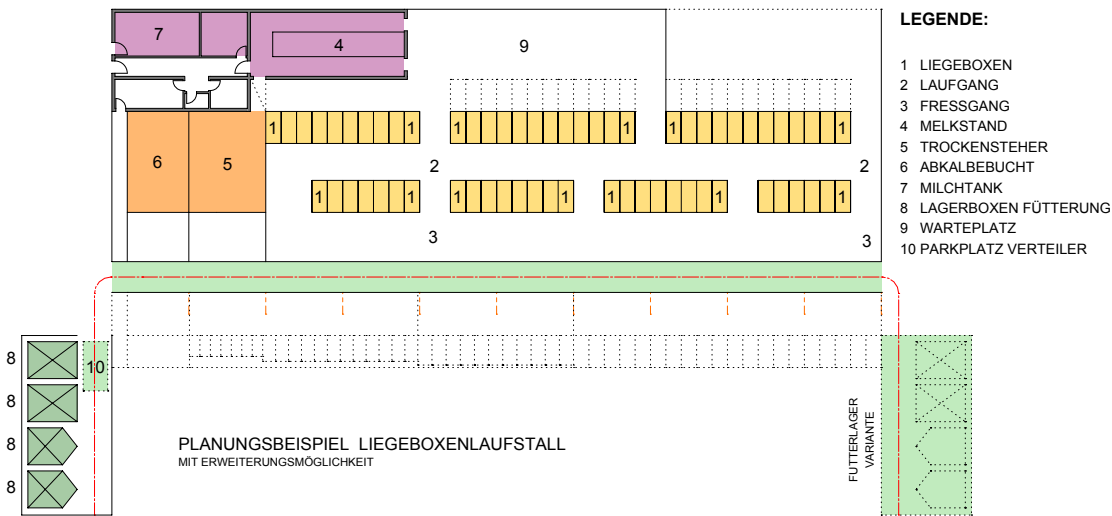 LEGENDE:
1 LIEGEBOXEN
2 LAUFGANG
3 FRESSGANG
4 MELKSTAND
5 TROCKENSTEHER
6 ABKALBEBUCHT
7 MILCHTANK
8 LAGERBOXEN FÜTTERUNG
9 WARTEPLATZ
10 PARKPLATZ VERTEILER
7
4
9
1 1 1 1 1 1
6 5 2 2
1 1 1 1 1 1 1
3 3
8 10
8
8
8
PLANUNGSBEISPIEL LIEGEBOXENLAUFSTALL
MIT ERWEITERUNGSMÖGLICHKEIT
FUTTERLAGER
VARIANTE